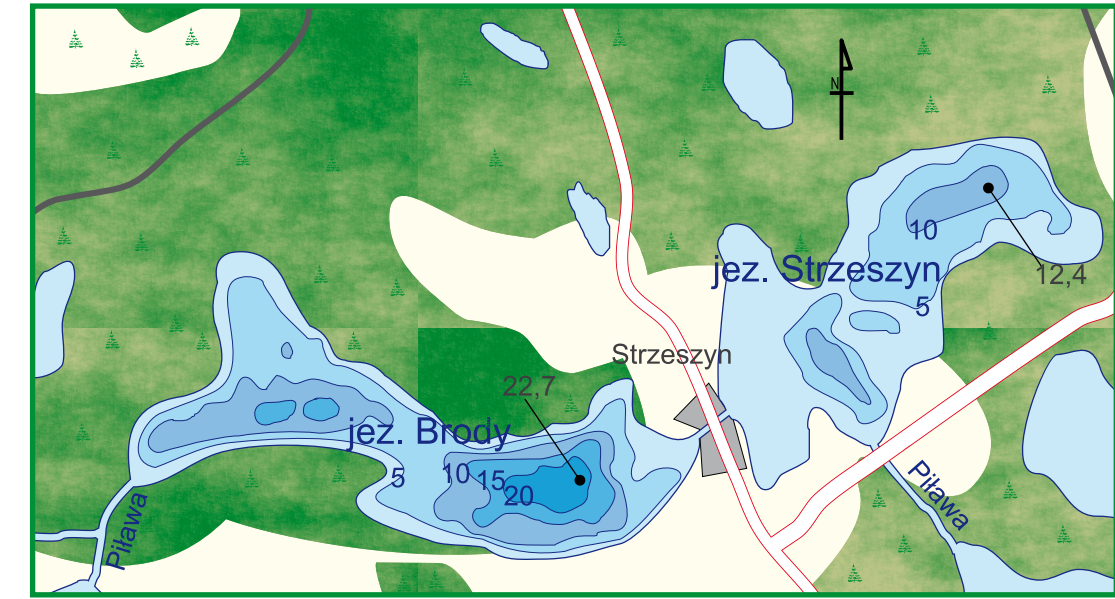 N
10
jez. Strzeszyn
12,4
5
Strzeszyn
22,7
jez. Brody
5
10
15
20
Piława
Piława